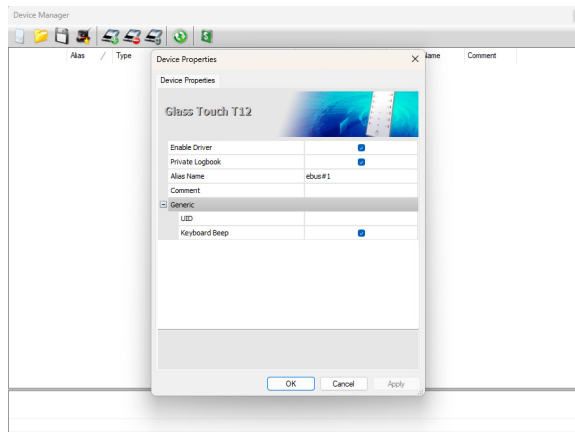 Device Manager
Alias / Type
Name Comment
Device Properties
Device Properties
Glass Touch T12
Enable Driver
Private Logbook
Alias Name ebus#1
Comment
Generic
UID
Keyboard Beep
OK Cancel Apply